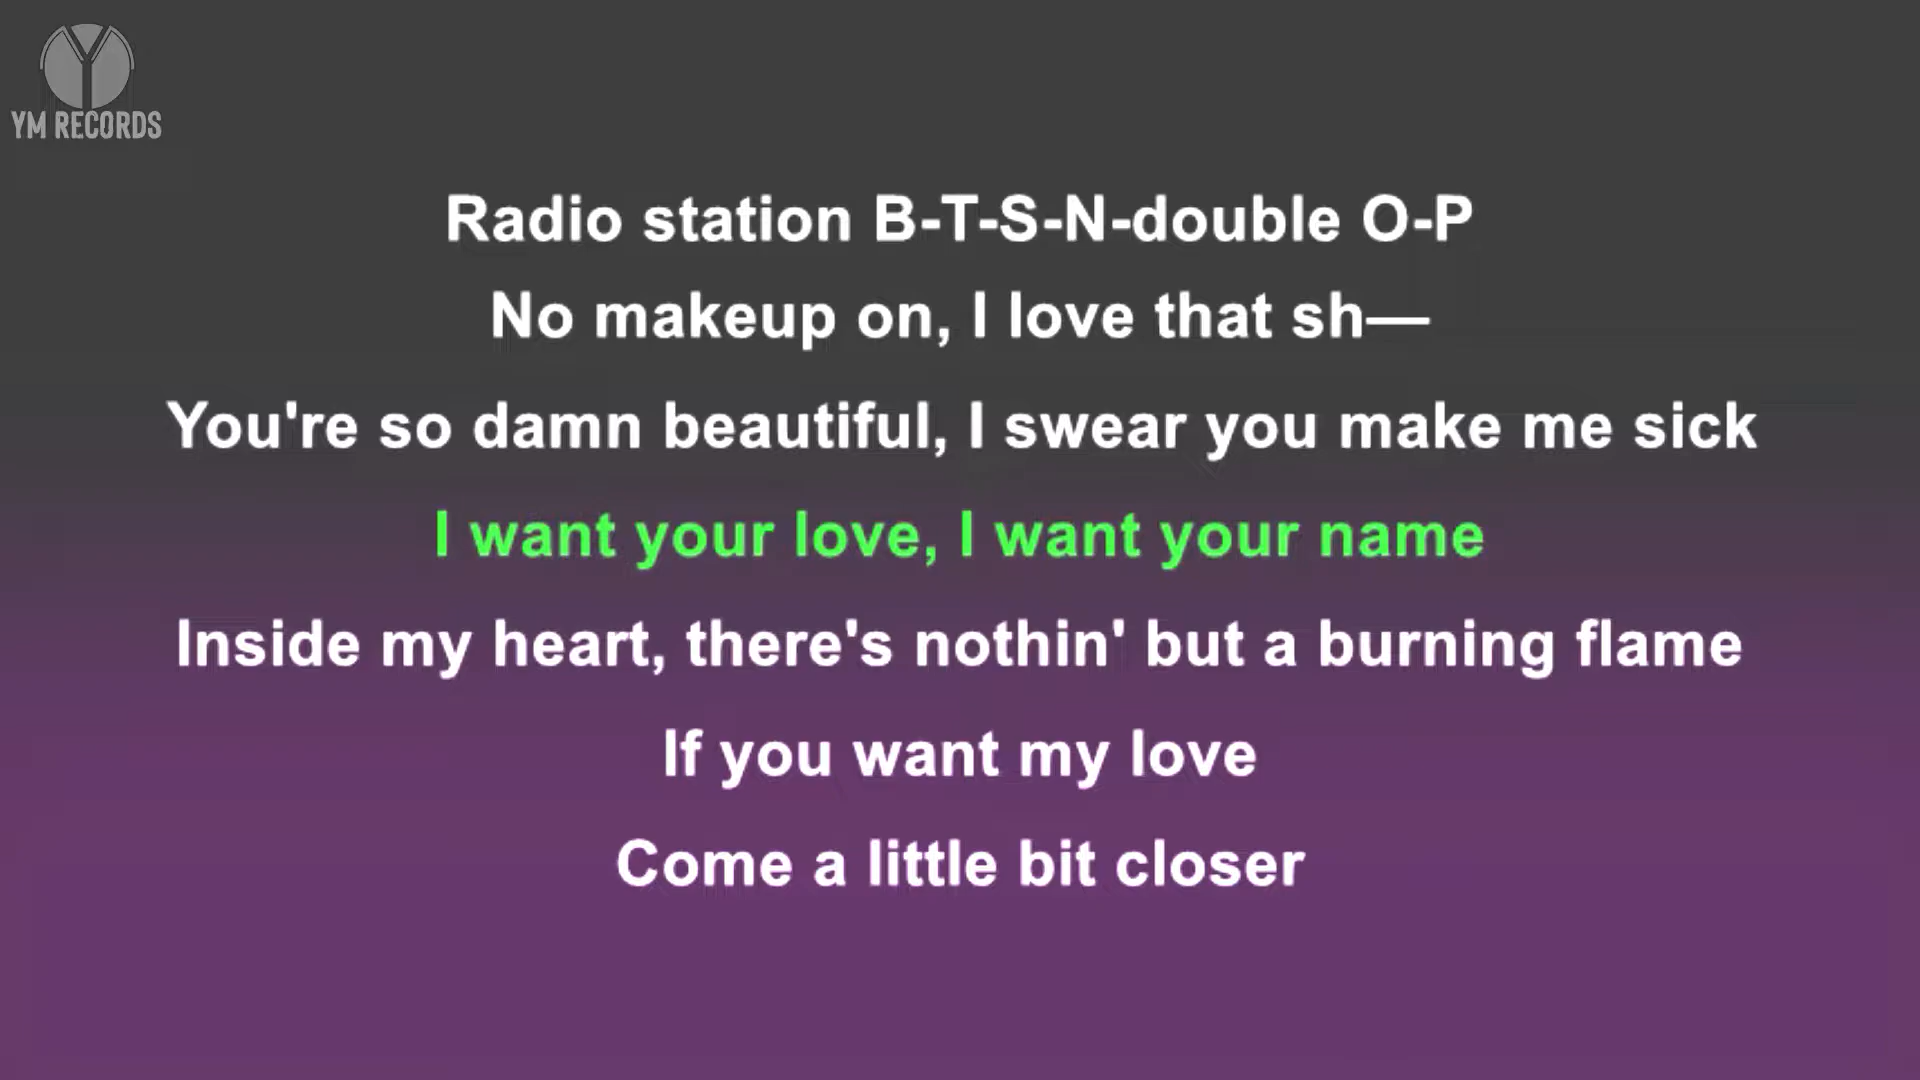 YM RECORDS
Radio station B-T-S-N-double O-P
No makeup on, I love that sh—
You're so damn beautiful, I swear you make me sick
I want your love, I want your name
Inside my heart, there's nothin' but a burning flame
If you want my love
Come a little bit closer